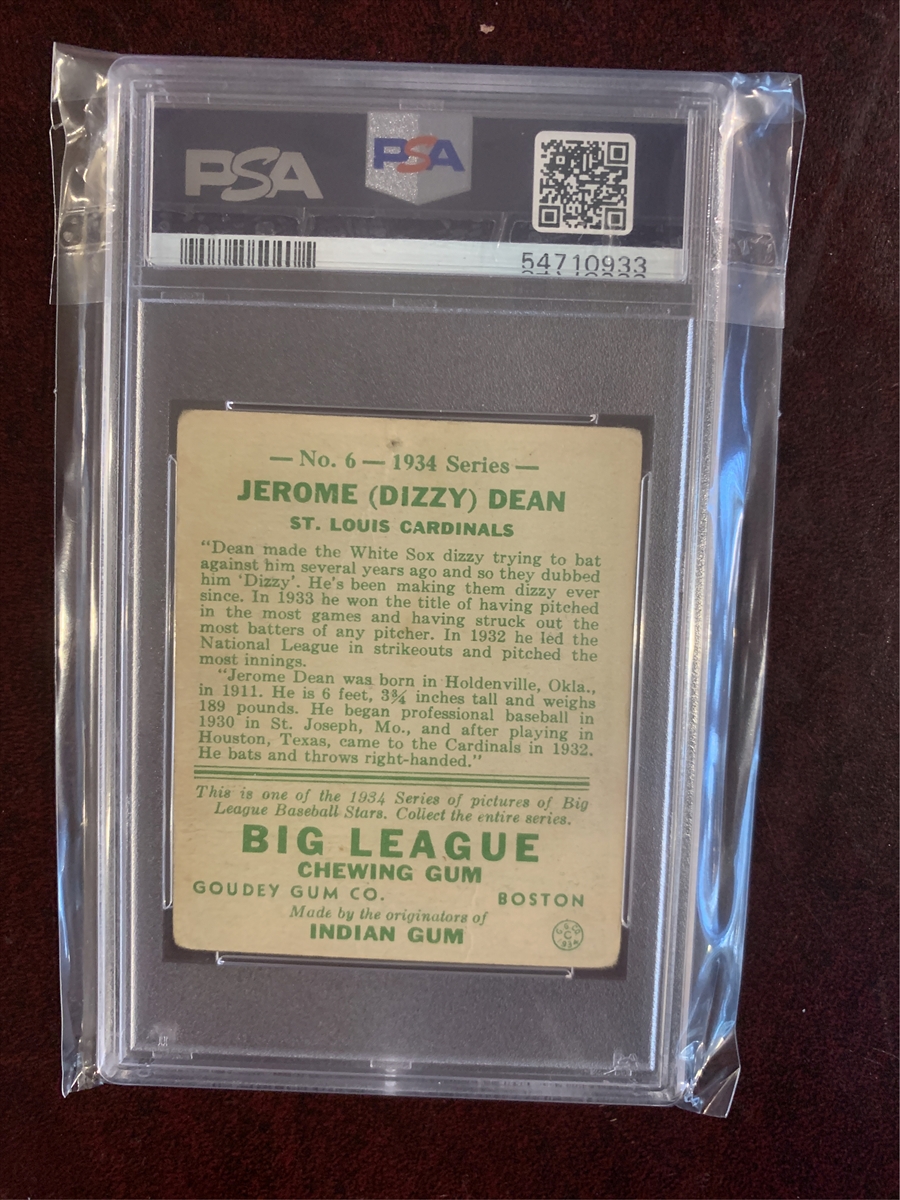 PSA
PSA
54710933
— No. 6 — 1934 Series —
JEROME (DIZZY) DEAN
ST. LOUIS CARDINALS
"Dean made the White Sox dizzy trying to bat
against him several years ago and so they dubbed
him 'Dizzy'. He's been making them dizzy ever
since. In 1933 he won the title of having pitched
in the most games and having struck out the
most batters of any pitcher. In 1932 he led the
National League in strikeouts and pitched the
most innings.
"Jerome Dean was born in Holdenville, Okla.,
in 1911. He is 6 feet, 3¾ inches tall and weighs
189 pounds. He began professional baseball in
1930 in St. Joseph, Mo., and after playing in
Houston, Texas, came to the Cardinals in 1932.
He bats and throws right-handed."
This is one of the 1934 Series of pictures of Big
League Baseball Stars. Collect the entire series.
BIG LEAGUE
CHEWING GUM
GOUDEY GUM CO. BOSTON
Made by the originators of
INDIAN GUM